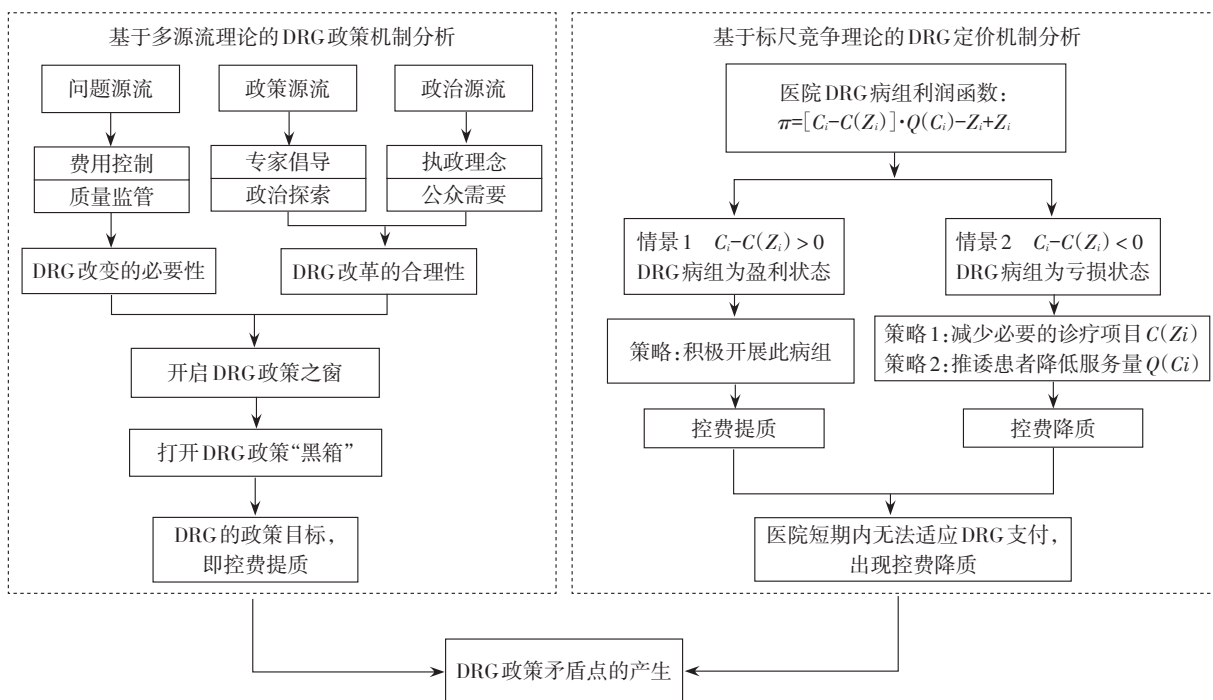 基于多源流理论的DRG政策机制分析
问题源流
政策源流
政治源流
费用控制
质量监管
专家倡导
政治探索
执政理念
公众需要
DRG改变的必要性
DRG改革的合理性
开启DRG政策之窗
打开DRG政策“黑箱”
DRG的政策目标，
即控费提质
基于标尺竞争理论的DRG定价机制分析
医院DRG病组利润函数：
π=[Cᵢ-C(Zᵢ)]·Q(Cᵢ)-Zᵢ+Zᵢ
情景1 Cᵢ-C(Zᵢ)>0
DRG病组为盈利状态
情景2 Cᵢ-C(Zᵢ)<0
DRG病组为亏损状态
策略：积极开展此病组
策略1：减少必要的诊疗项目C(Zi)
策略2：推诿患者降低服务量Q(Ci)
控费提质
控费降质
医院短期内无法适应DRG支付，
出现控费降质
DRG政策矛盾点的产生